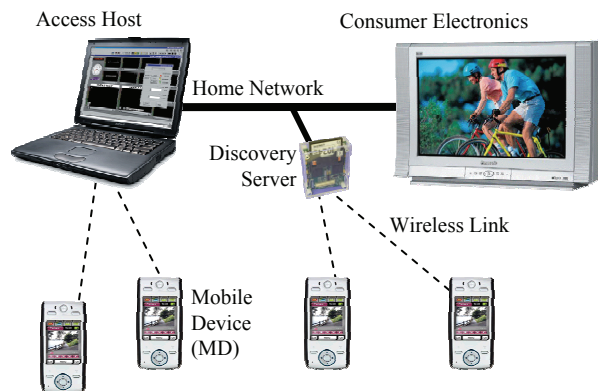 Access Host
Consumer Electronics
Home Network
Discovery
Server
Wireless Link
Mobile
Device
(MD)